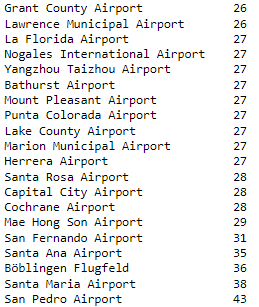 Grant County Airport 26
Lawrence Municipal Airport 26
La Florida Airport 27
Nogales International Airport 27
Yangzhou Taizhou Airport 27
Bathurst Airport 27
Mount Pleasant Airport 27
Punta Colorada Airport 27
Lake County Airport 27
Marion Municipal Airport 27
Herrera Airport 27
Santa Rosa Airport 28
Capital City Airport 28
Cochrane Airport 28
Mae Hong Son Airport 29
San Fernando Airport 31
Santa Ana Airport 35
Böblingen Flugfeld 36
Santa Maria Airport 38
San Pedro Airport 43